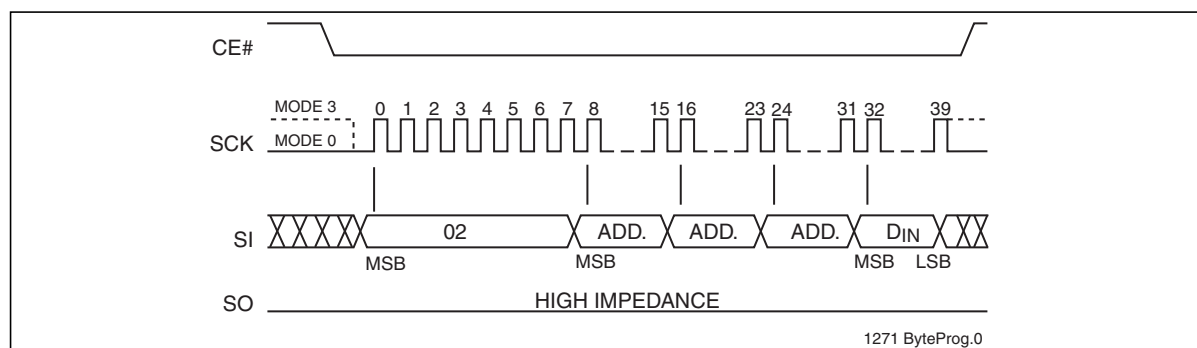 CE#
MODE 3
0 1 2 3 4 5 6 7 8 15 16 23 24 31 32 39
SCK
MODE 0
SI
02 ADD. ADD. ADD. DIN
MSB MSB MSB LSB
SO
HIGH IMPEDANCE
1271 ByteProg.0